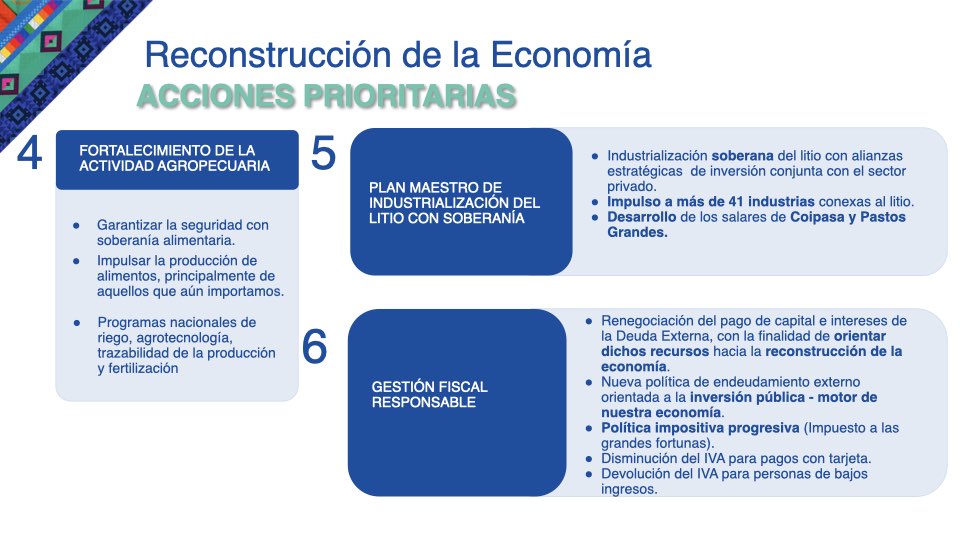 Reconstrucción de la Economía
ACCIONES PRIORITARIAS
4
FORTALECIMIENTO DE LA
ACTIVIDAD AGROPECUARIA
● Garantizar la seguridad con
soberanía alimentaria.
● Impulsar la producción de
alimentos, principalmente de
aquellos que aún importamos.
● Programas nacionales de
riego, agrotecnología,
trazabilidad de la producción
y fertilización
5
PLAN MAESTRO DE
INDUSTRIALIZACIÓN DEL
LITIO CON SOBERANÍA
● Industrialización soberana del litio con alianzas
estratégicas de inversión conjunta con el sector
privado.
● Impulso a más de 41 industrias conexas al litio.
● Desarrollo de los salares de Coipasa y Pastos
Grandes.
6
GESTIÓN FISCAL
RESPONSABLE
● Renegociación del pago de capital e intereses de
la Deuda Externa, con la finalidad de orientar
dichos recursos hacia la reconstrucción de la
economía.
● Nueva política de endeudamiento externo
orientada a la inversión pública - motor de
nuestra economía.
● Política impositiva progresiva (Impuesto a las
grandes fortunas).
● Disminución del IVA para pagos con tarjeta.
● Devolución del IVA para personas de bajos
ingresos.